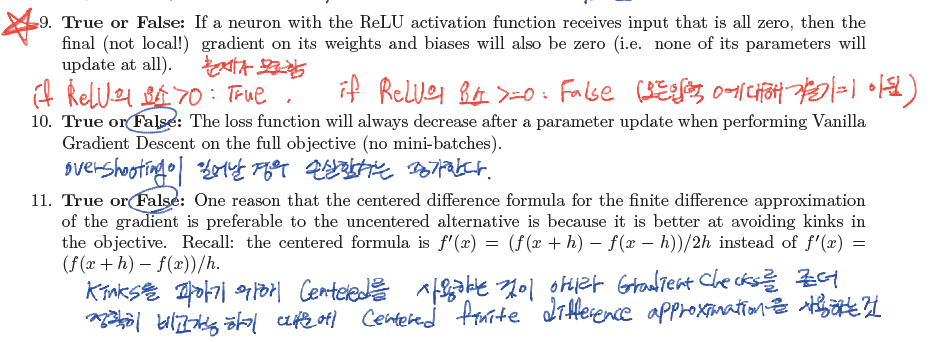 9. True or False: If a neuron with the ReLU activation function receives input that is all zero, then the
final (not local!) gradient on its weights and biases will also be zero (i.e. none of its parameters will
update at all). 문제가 모호함
if ReLU의 요소 >0 : True , if ReLU의 요소 >=0 : False (모든입력 0에대해 기울기=1 이됨)
10. True or False: The loss function will always decrease after a parameter update when performing Vanilla
Gradient Descent on the full objective (no mini-batches).
overshooting이 일어날 경우 손실함수는 증가한다.
11. True or False: One reason that the centered difference formula for the finite difference approximation
of the gradient is preferable to the uncentered alternative is because it is better at avoiding kinks in
the objective. Recall: the centered formula is f′(x) = (f(x + h) − f(x − h))/2h instead of f′(x) =
(f(x + h) − f(x))/h.
Kinks을 피하기 위해 Centered를 사용하는 것이 아니라 Gradient Checks를 좀더
정확히 비교가능 하기 때문에 Centered finite difference approximation을 사용하는것